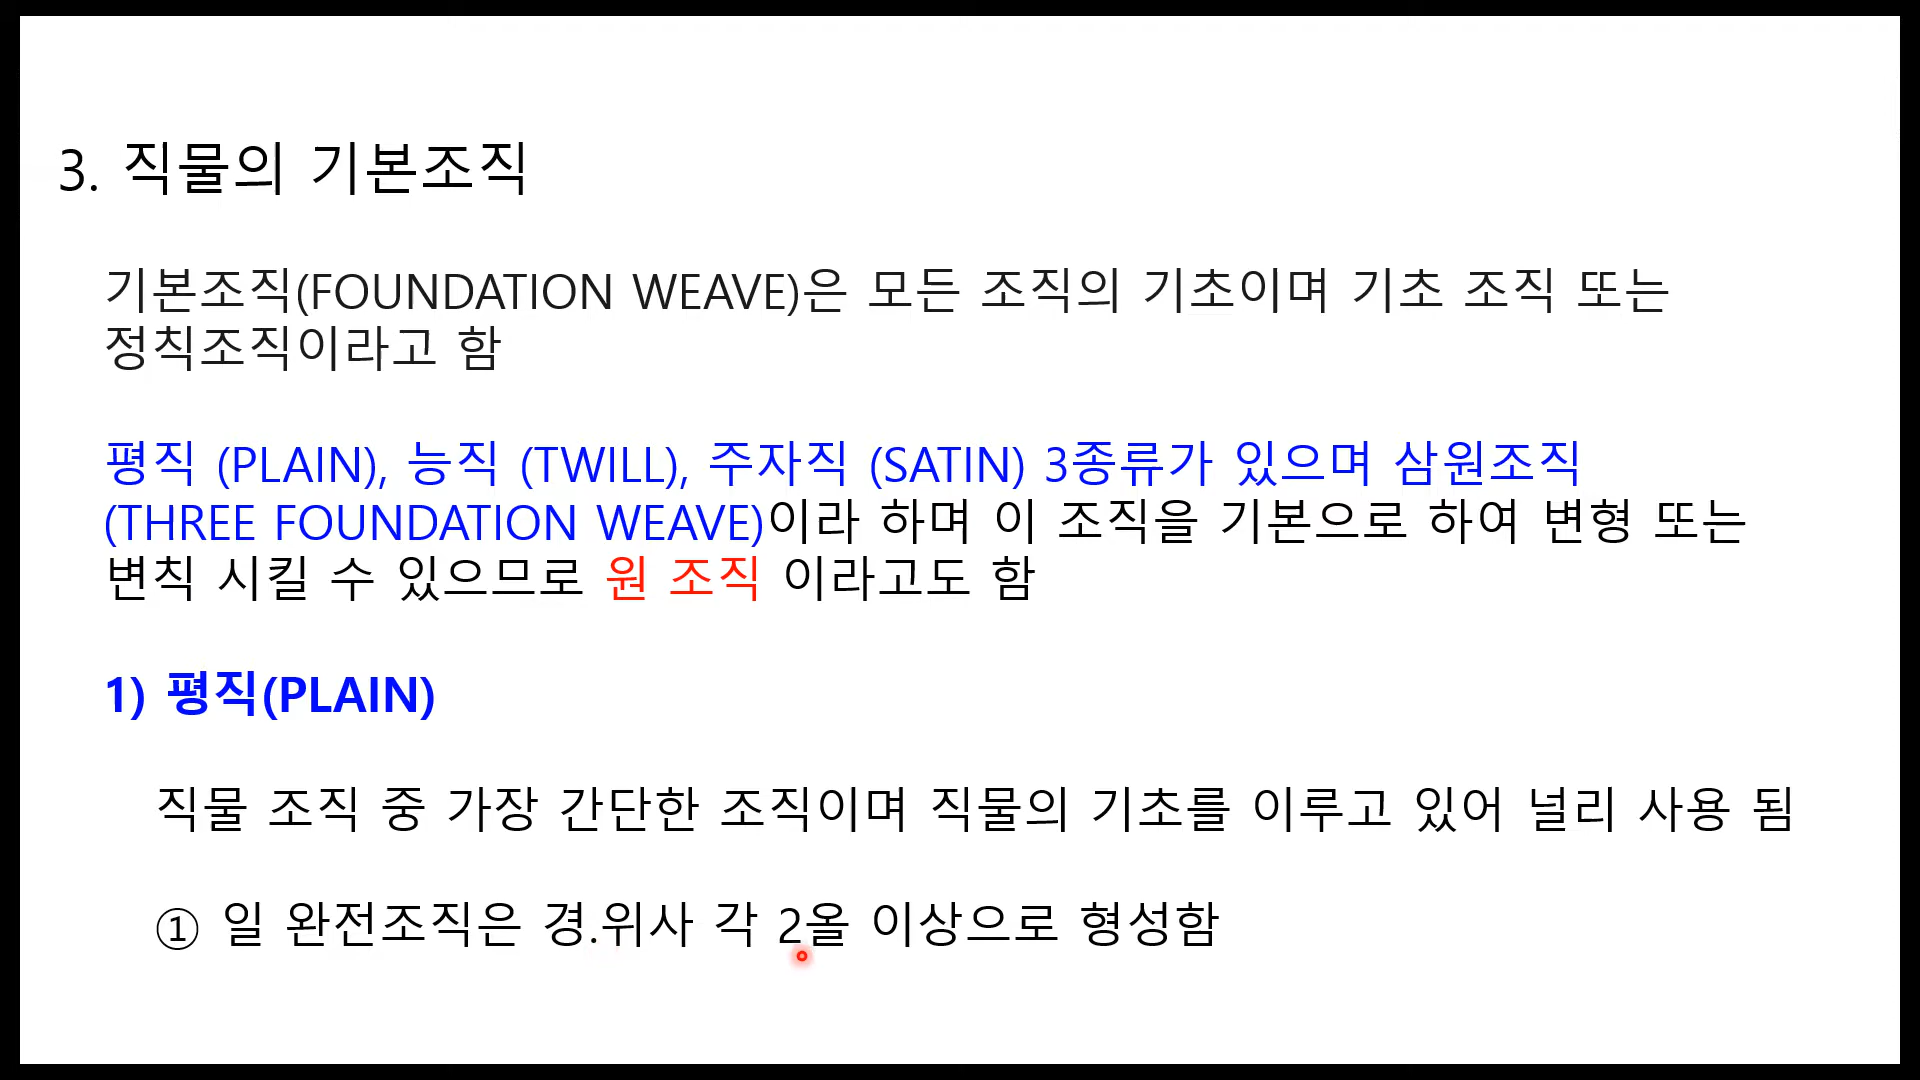 3. 직물의 기본조직
기본조직(FOUNDATION WEAVE)은 모든 조직의 기초이며 기초 조직 또는
정칙조직이라고 함
평직 (PLAIN), 능직 (TWILL), 주자직 (SATIN) 3종류가 있으며 삼원조직
(THREE FOUNDATION WEAVE)이라 하며 이 조직을 기본으로 하여 변형 또는
변칙 시킬 수 있으므로 원 조직 이라고도 함
1) 평직(PLAIN)
직물 조직 중 가장 간단한 조직이며 직물의 기초를 이루고 있어 널리 사용 됨
① 일 완전조직은 경.위사 각 2올 이상으로 형성함